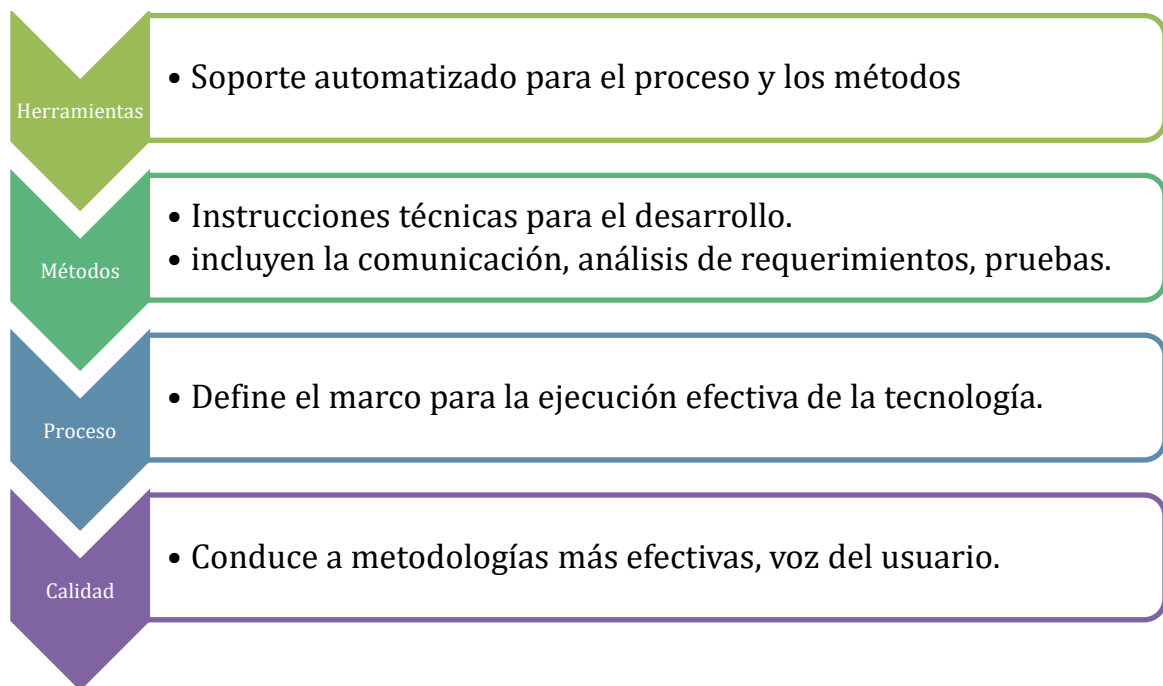 Herramientas
• Soporte automatizado para el proceso y los métodos
Métodos
• Instrucciones técnicas para el desarrollo.
• incluyen la comunicación, análisis de requerimientos, pruebas.
Proceso
• Define el marco para la ejecución efectiva de la tecnología.
Calidad
• Conduce a metodologías más efectivas, voz del usuario.